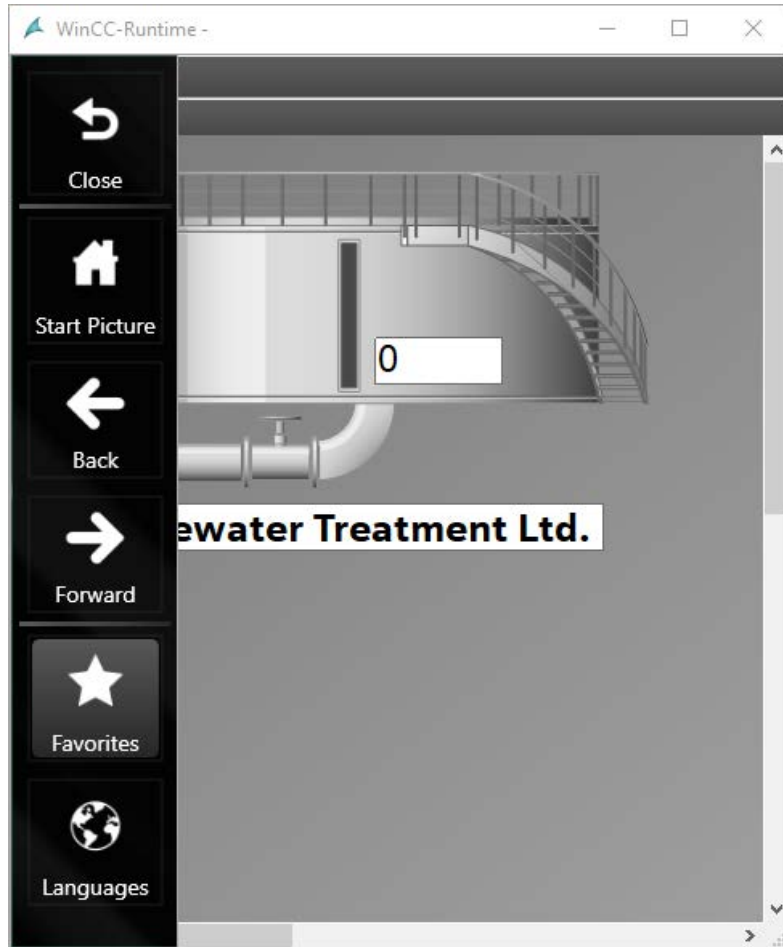 WinCC-Runtime -
Close
Start Picture
0
Back
ewater Treatment Ltd.
Forward
Favorites
Languages